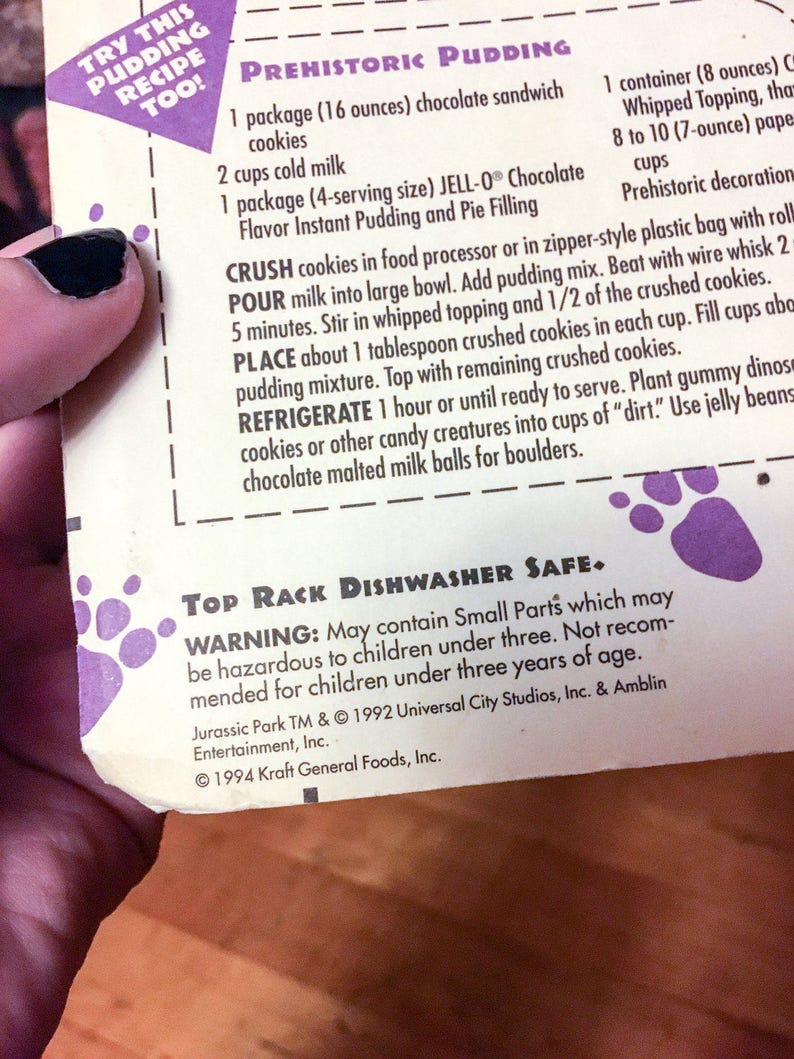 TRY THIS
PUDDING
RECIPE
TOO!
PREHISTORIC PUDDING
1 package (16 ounces) chocolate sandwich
cookies
2 cups cold milk
1 package (4-serving size) JELL-O® Chocolate
Flavor Instant Pudding and Pie Filling
1 container (8 ounces)
Whipped Topping,
8 to 10 (7-ounce)
cups
Prehistoric
CRUSH cookies in food processor or in zipper-style plastic bag with
POUR milk into large bowl. Add pudding mix. Beat with wire whisk 2
5 minutes. Stir in whipped topping and 1/2 of the crushed cookies.
PLACE about 1 tablespoon crushed cookies in each cup. Fill cups
pudding mixture. Top with remaining crushed cookies.
REFRIGERATE 1 hour or until ready to serve. Plant gummy
cookies or other candy creatures into cups of "dirt." Use jelly beans
chocolate malted milk balls for boulders.
TOP RACK DISHWASHER SAFE.
WARNING: May contain Small Parts which may
be hazardous to children under three. Not recom-
mended for children under three years of age.
Jurassic Park TM & © 1992 Universal City Studios, Inc. & Amblin
Entertainment, Inc.
© 1994 Kraft General Foods, Inc.